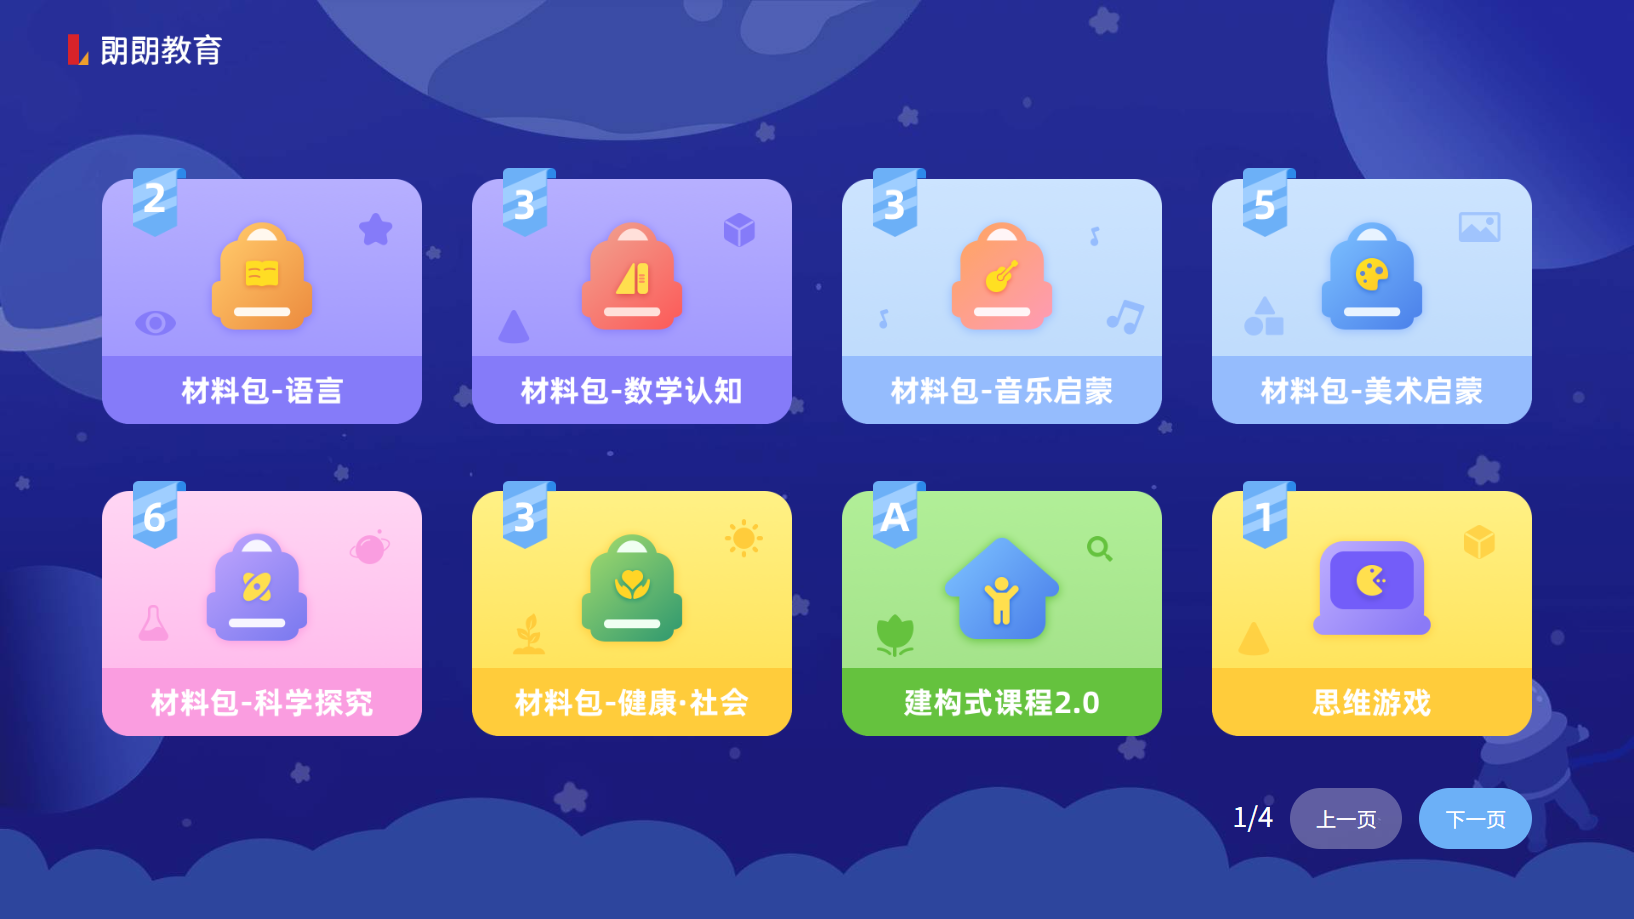 朗朗教育
2
材料包-语言
3
材料包-数学认知
3
材料包-音乐启蒙
5
材料包-美术启蒙
6
材料包-科学探究
3
材料包-健康·社会
A
建构式课程2.0
1
思维游戏
1/4
上一页
下一页